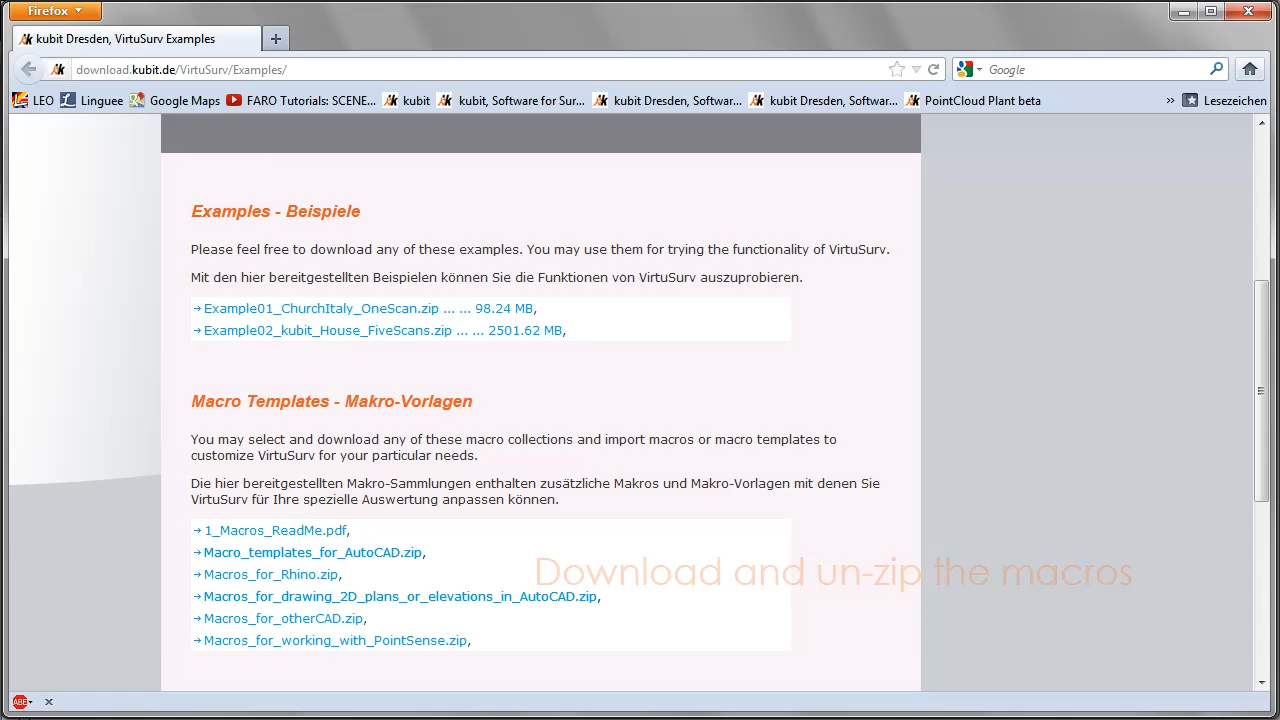 Firefox
kubit Dresden, VirtuSurv Examples
download.kubit.de/VirtuSurv/Examples/
Google
LEO
Linguee
Google Maps
FARO Tutorials: SCENE...
kubit
kubit, Software for Sur...
kubit Dresden, Softwar...
kubit Dresden, Softwar...
PointCloud Plant beta
»
Lesezeichen
Examples - Beispiele
Please feel free to download any of these examples. You may use them for trying the functionality of VirtuSurv.
Mit den hier bereitgestellten Beispielen können Sie die Funktionen von VirtuSurv auszuprobieren.
Example01_ChurchItaly_OneScan.zip ... ... 98.24 MB,
Example02_kubit_House_FiveScans.zip ... ... 2501.62 MB,
Macro Templates - Makro-Vorlagen
You may select and download any of these macro collections and import macros or macro templates to
customize VirtuSurv for your particular needs.
Die hier bereitgestellten Makro-Sammlungen enthalten zusätzliche Makros und Makro-Vorlagen mit denen Sie
VirtuSurv für Ihre spezielle Auswertung anpassen können.
1_Macros_ReadMe.pdf,
Macro_templates_for_AutoCAD.zip,
Macros_for_Rhino.zip,
Download and un-zip the macros
Macros_for_drawing_2D_plans_or_elevations_in_AutoCAD.zip,
Macros_for_otherCAD.zip,
Macros_for_working_with_PointSense.zip,
ABE